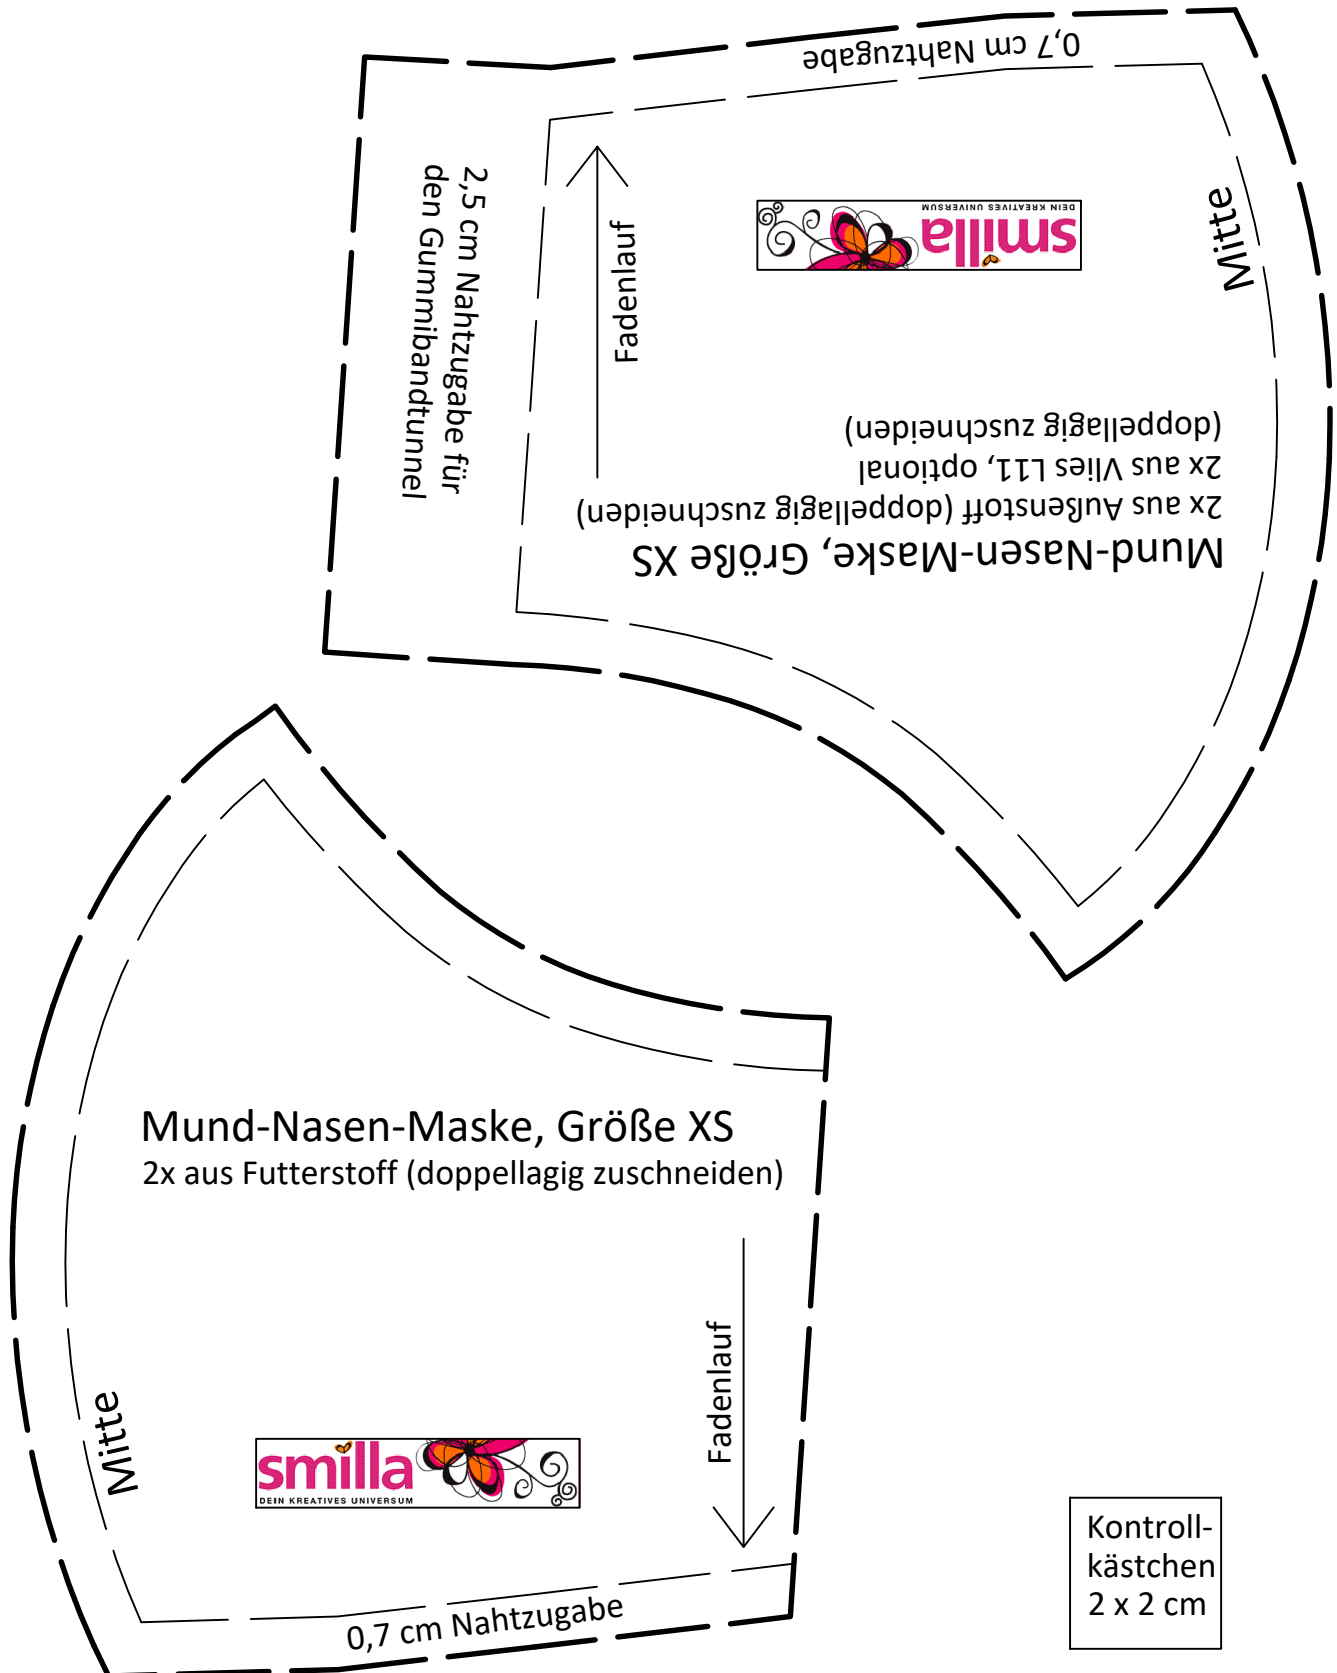 0,7 cm Nahtzugabe
2,5 cm Nahtzugabe für
den Gummibandtunnel
Fadenlauf
smilla
DEIN KREATIVES UNIVERSUM
Mitte
Mund-Nasen-Maske, Größe XS
2x aus Außenstoff (doppellagig zuschneiden)
2x aus Vlies L11, optional
(doppellagig zuschneiden)
Mund-Nasen-Maske, Größe XS
2x aus Futterstoff (doppellagig zuschneiden)
Fadenlauf
Mitte
smilla
DEIN KREATIVES UNIVERSUM
0,7 cm Nahtzugabe
Kontroll-
kästchen
2 x 2 cm